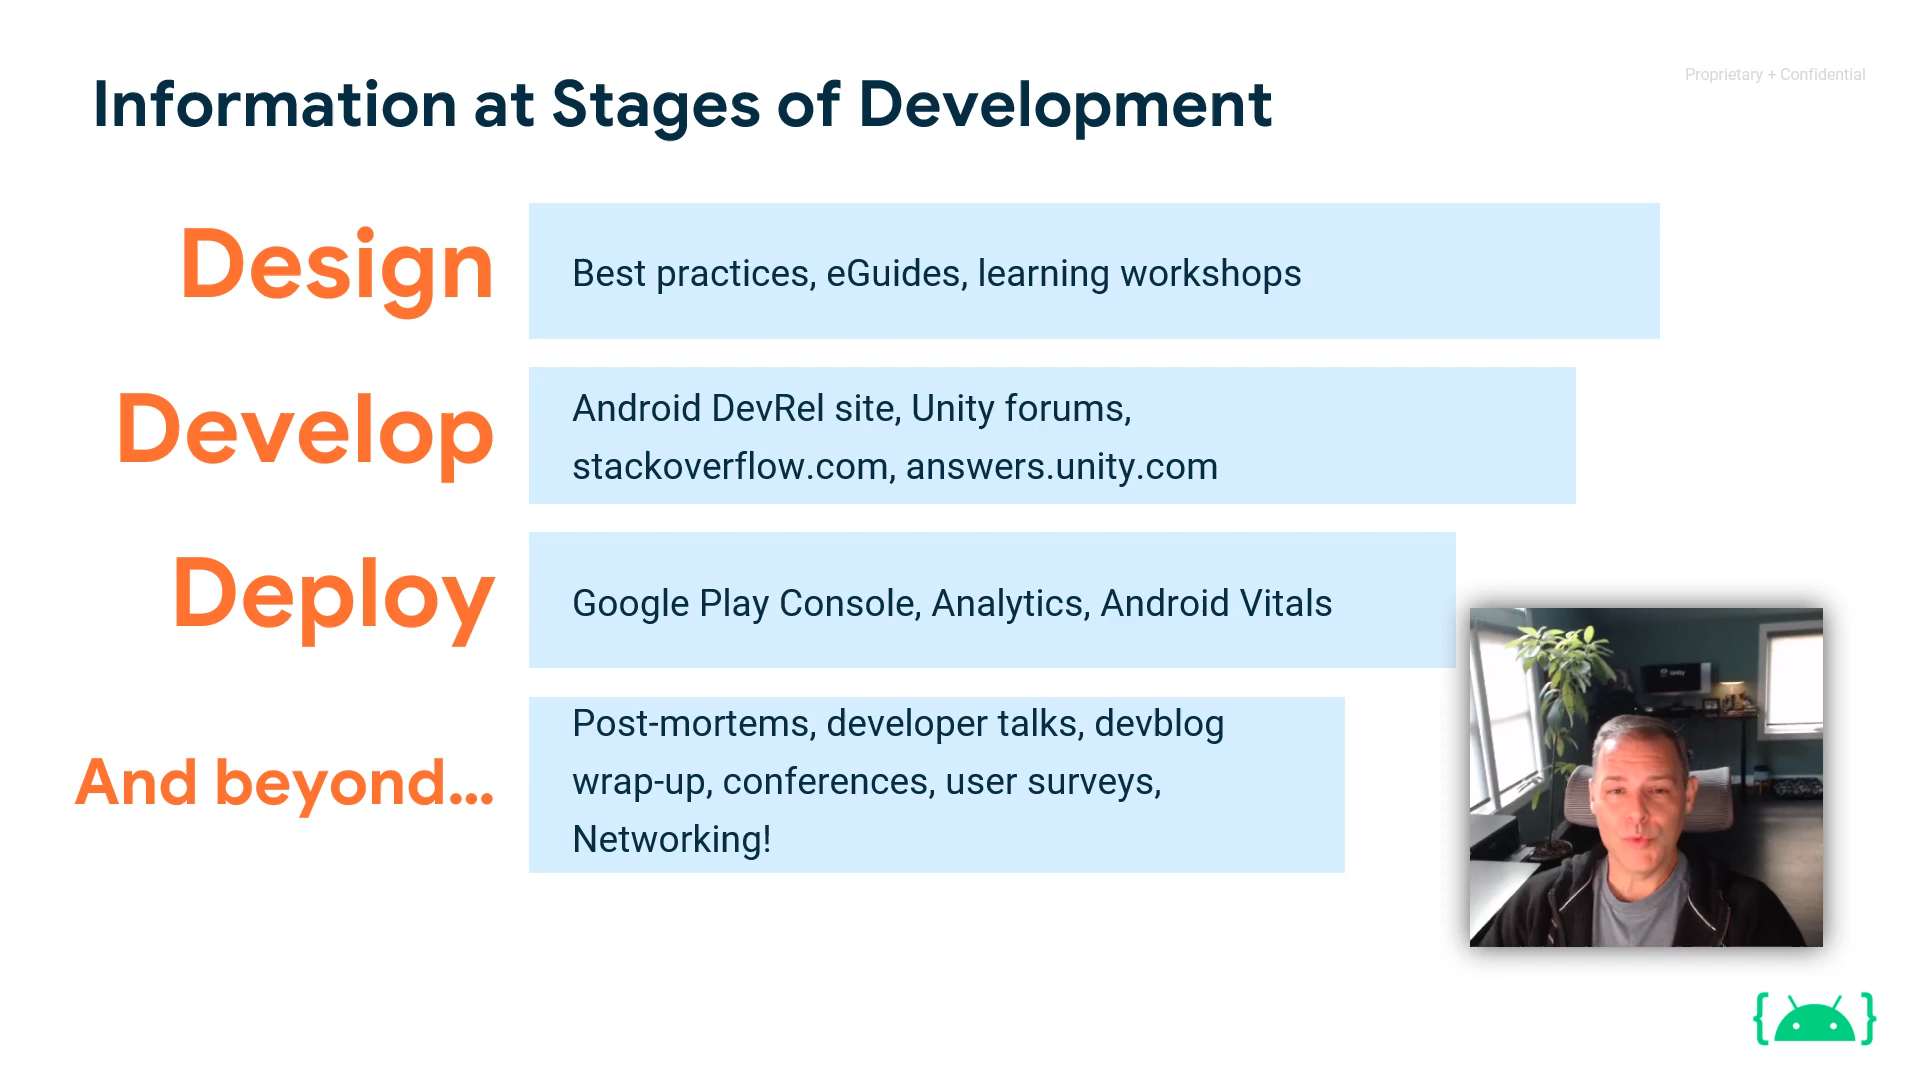 Proprietary + Confidential
Information at Stages of Development
Design
Best practices, eGuides, learning workshops
Develop
Android DevRel site, Unity forums,
stackoverflow.com, answers.unity.com
Deploy
Google Play Console, Analytics, Android Vitals
And beyond...
Post-mortems, developer talks, devblog
wrap-up, conferences, user surveys,
Networking!
unity